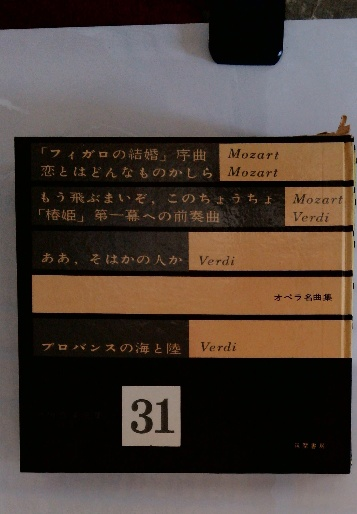 「フィガロの結婚」序曲 Mozart
恋とはどんなものかしら Mozart
もう飛ぶまいぞ，このちょうちょ Mozart
「椿姫」第一幕への前奏曲 Verdi
ああ，そはかの人か Verdi
オペラ名曲集
プロバンスの海と陸 Verdi
31